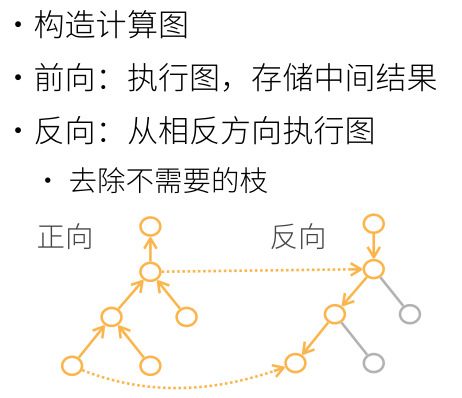 • 构造计算图
• 前向：执行图，存储中间结果
• 反向：从相反方向执行图
• 去除不需要的枝
正向
反向